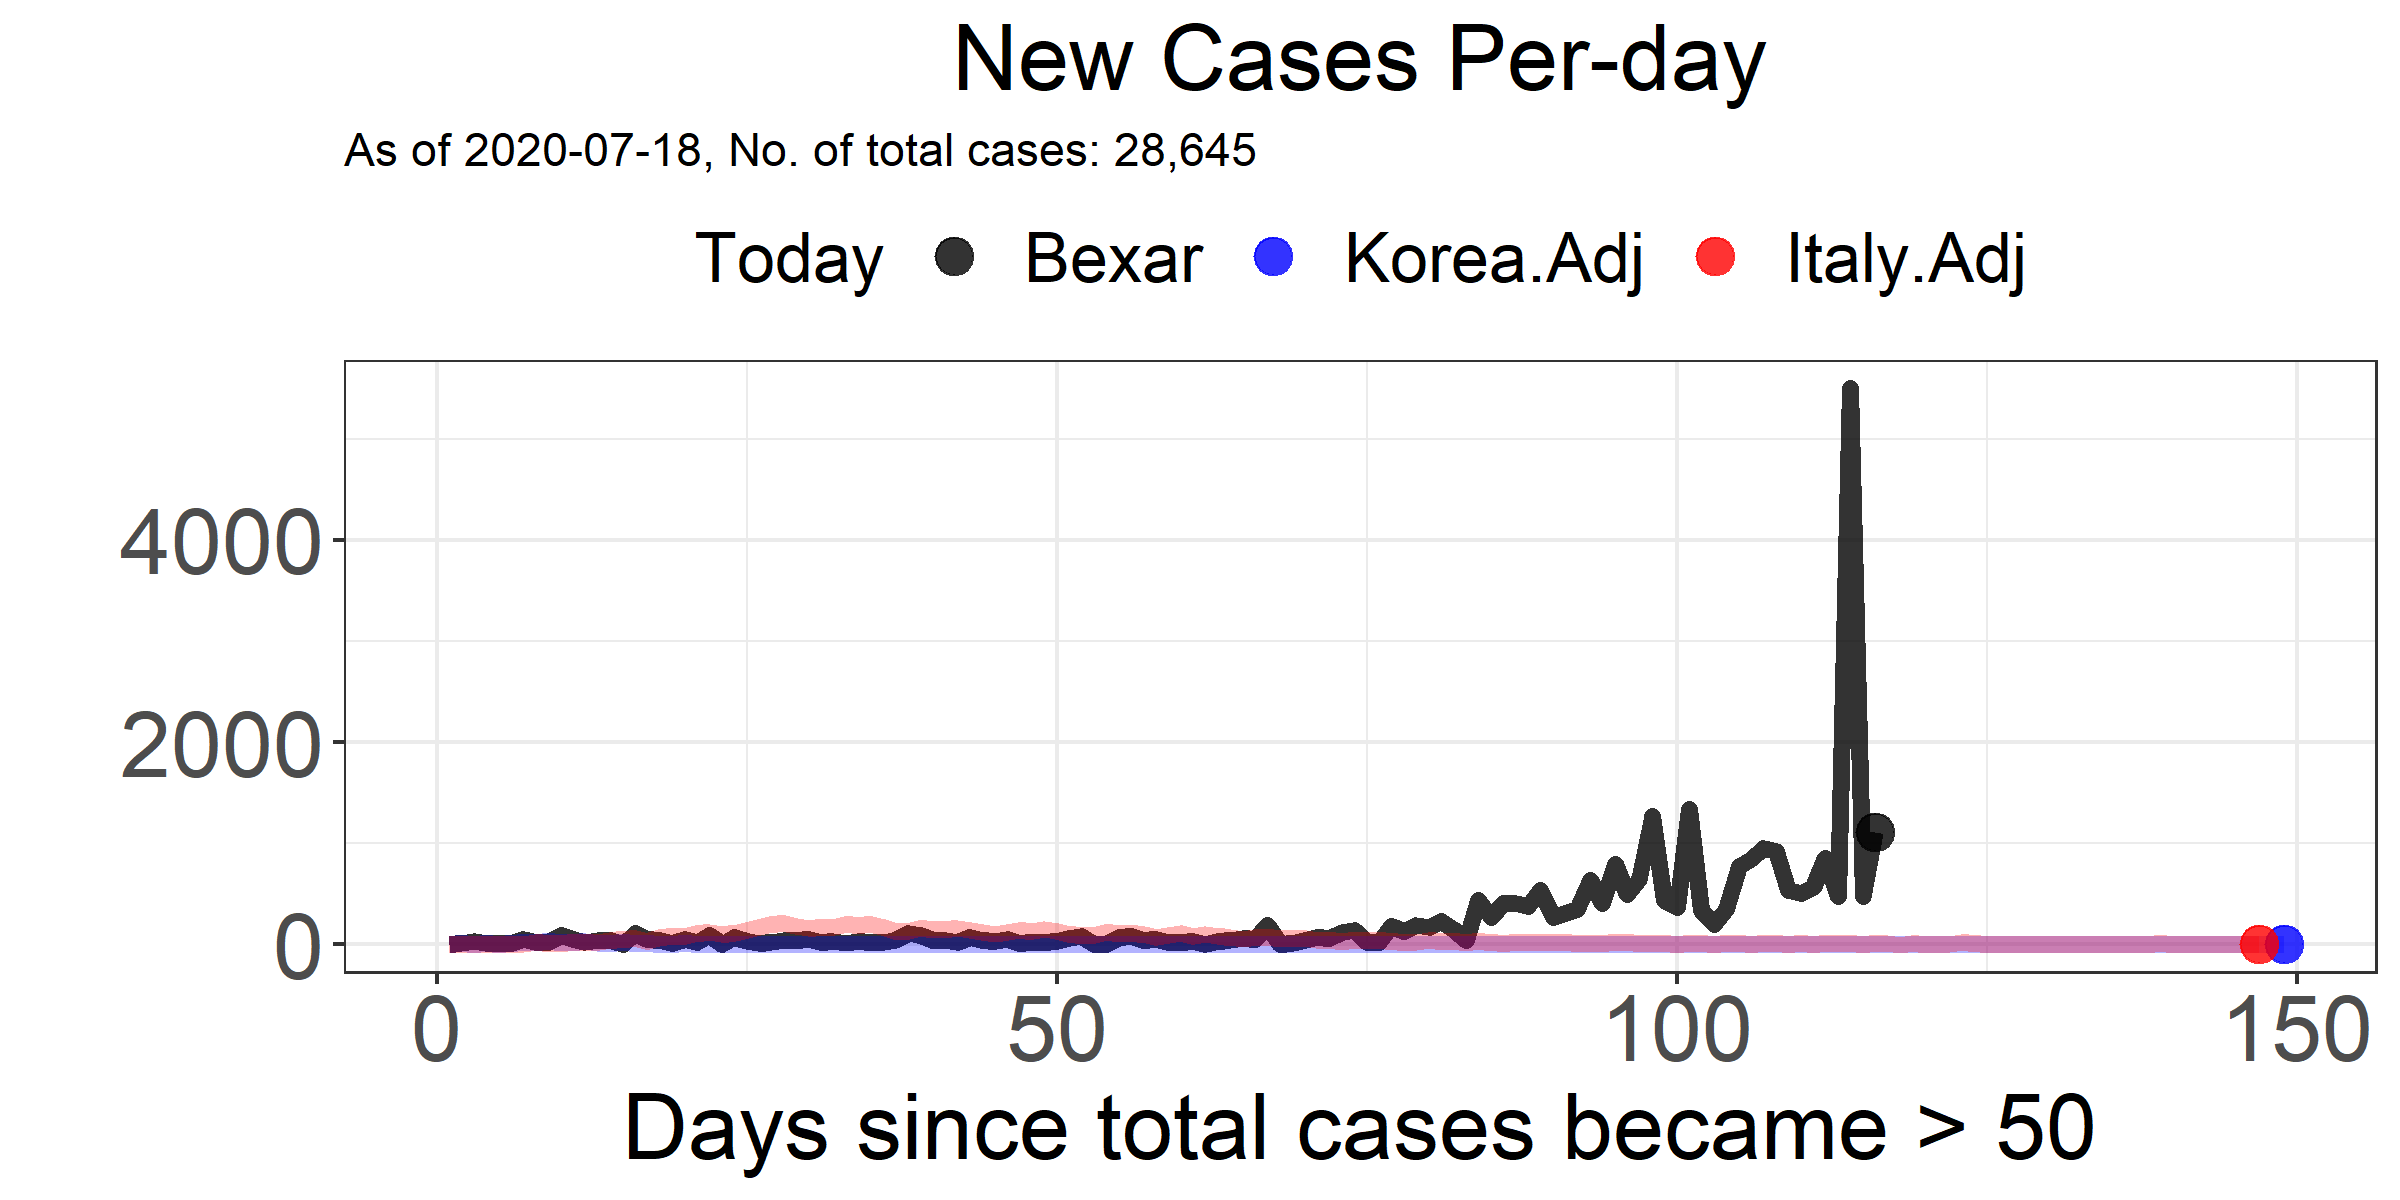 New Cases Per-day
As of 2020-07-18, No. of total cases: 28,645
Today Bexar Korea.Adj Italy.Adj
4000
2000
0
0 50 100 150
Days since total cases became > 50